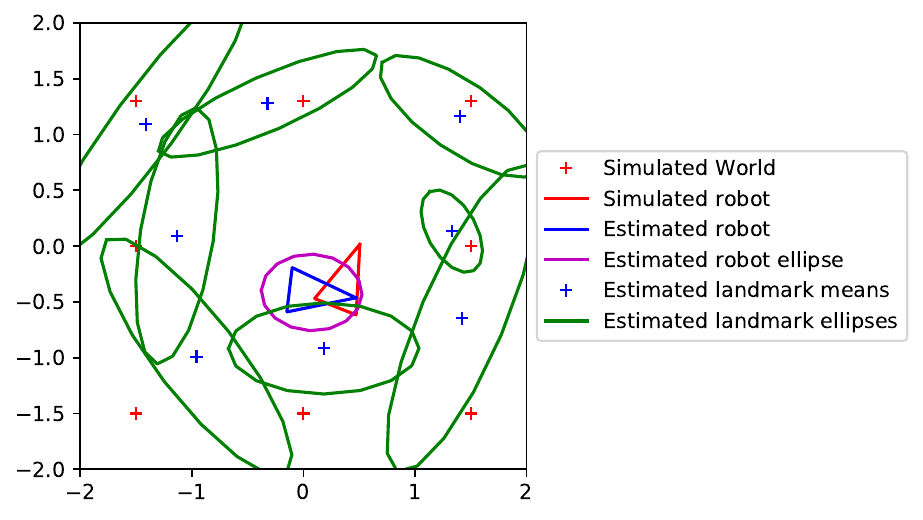 2.0
1.5
1.0
0.5
0.0
−0.5
−1.0
−1.5
−2.0
−2
−1
0
1
2
Simulated World
Simulated robot
Estimated robot
Estimated robot ellipse
Estimated landmark means
Estimated landmark ellipses